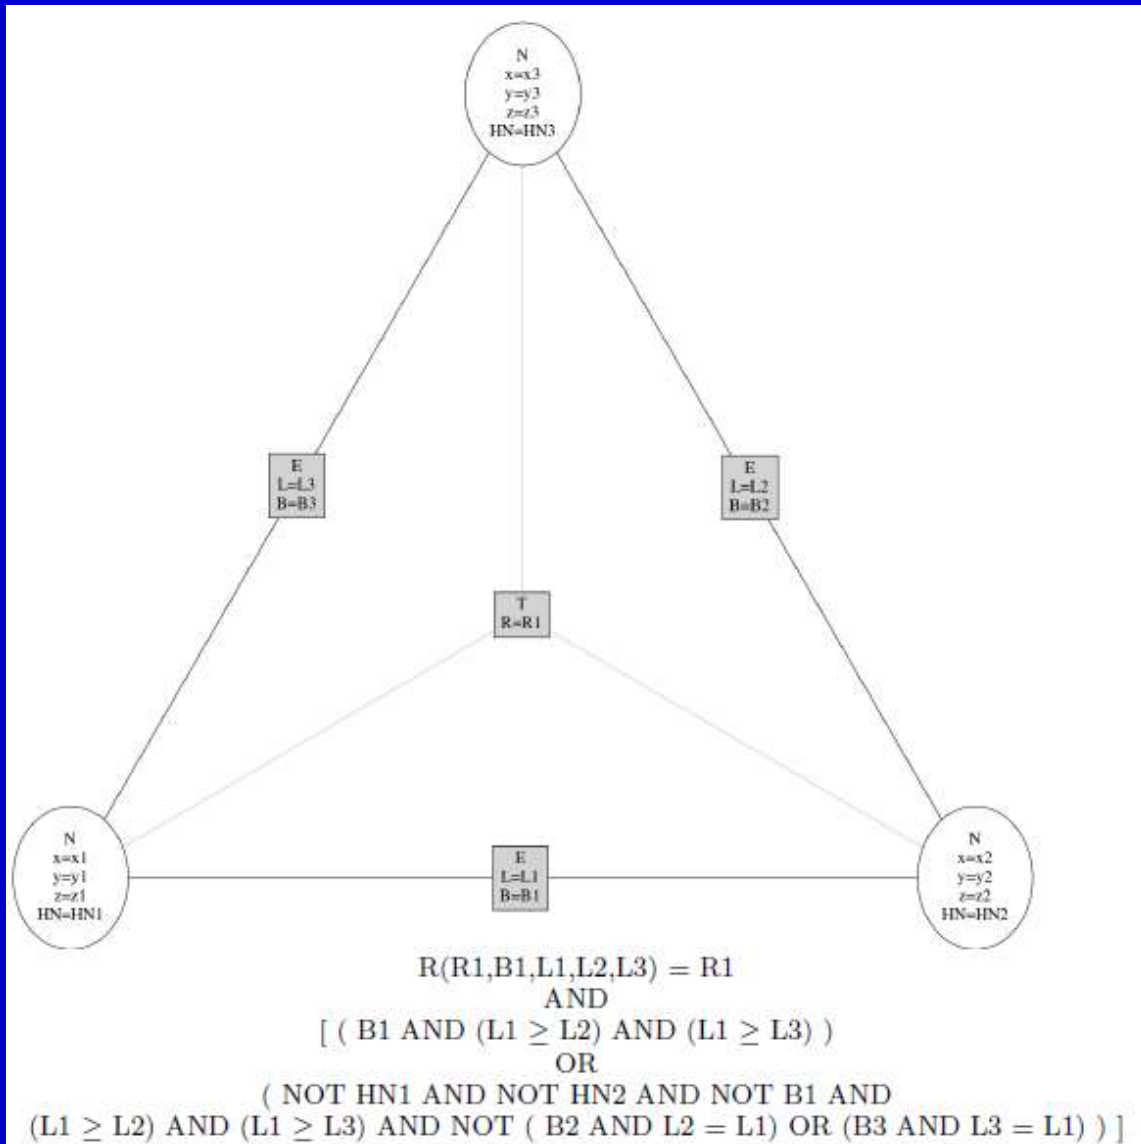 N
x=x3
y=y3
z=z3
HN=HN3
E
L=L3
B=B3
E
L=L2
B=B2
T
R=R1
N
x=x1
y=y1
z=z1
HN=HN1
E
L=L1
B=B1
N
x=x2
y=y2
z=z2
HN=HN2
R(R1,B1,L1,L2,L3) = R1
AND
[ ( B1 AND (L1 ≥ L2) AND (L1 ≥ L3) )
OR
( NOT HN1 AND NOT HN2 AND NOT B1 AND
(L1 ≥ L2) AND (L1 ≥ L3) AND NOT ( B2 AND L2 = L1) OR (B3 AND L3 = L1) ) ]